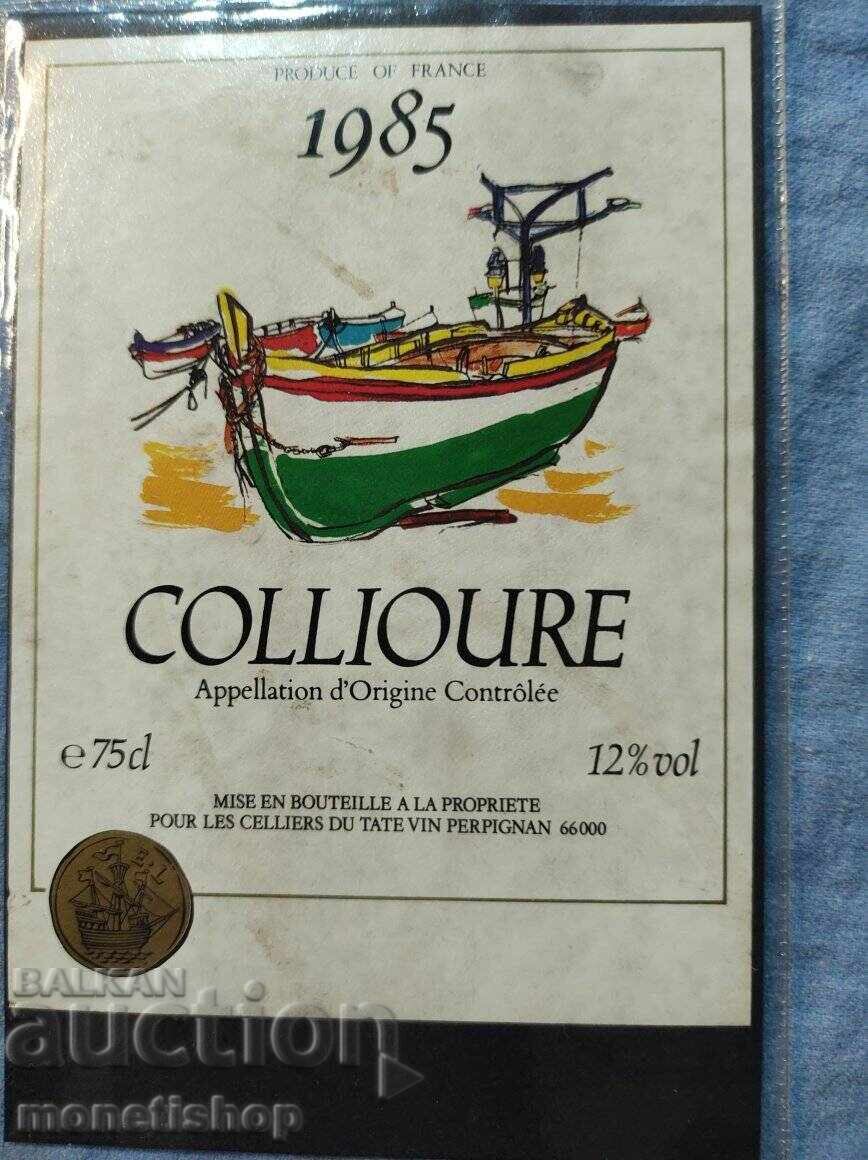 PRODUCE OF FRANCE
1985
COLLIOURE
Appellation d'Origine Contrôlée
℮ 75cl 12% vol
MISE EN BOUTEILLE A LA PROPRIETE
POUR LES CELLIERS DU TATE VIN PERPIGNAN 66000
E.L
BALKAN
auction
monetishop